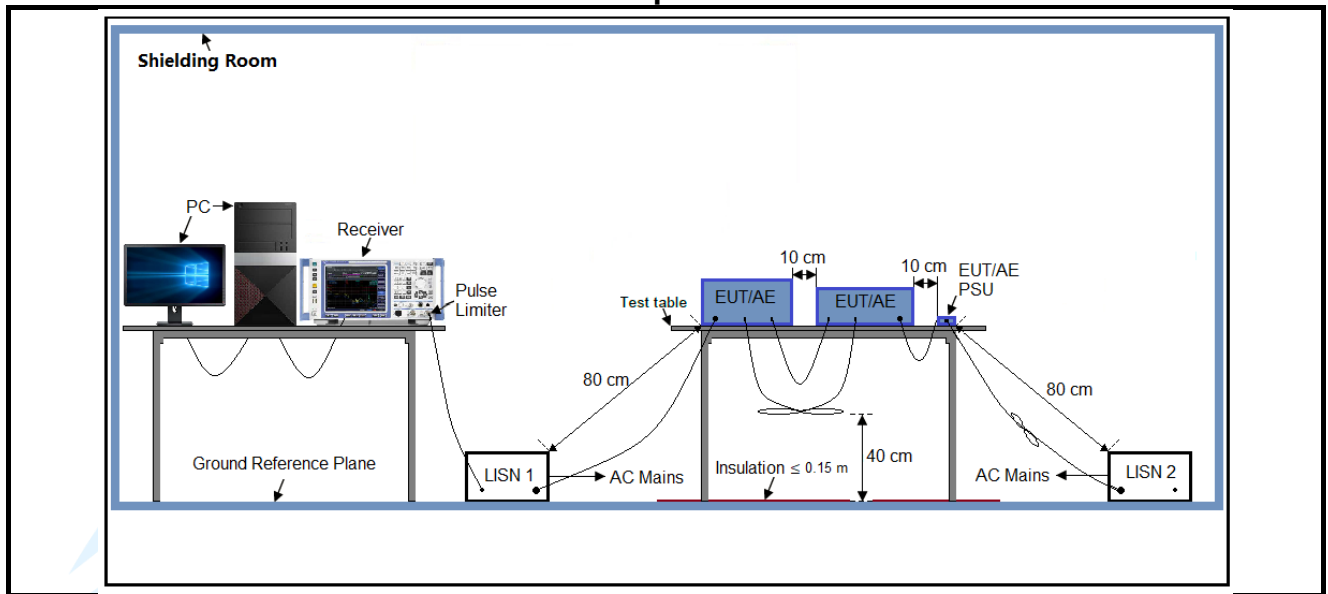 Shielding Room
PC
Receiver
Pulse
Limiter
10 cm
10 cm
EUT/AE
PSU
EUT/AE
EUT/AE
Test table
80 cm
80 cm
40 cm
Ground Reference Plane
LISN 1
AC Mains
Insulation ≤ 0.15 m
AC Mains
LISN 2